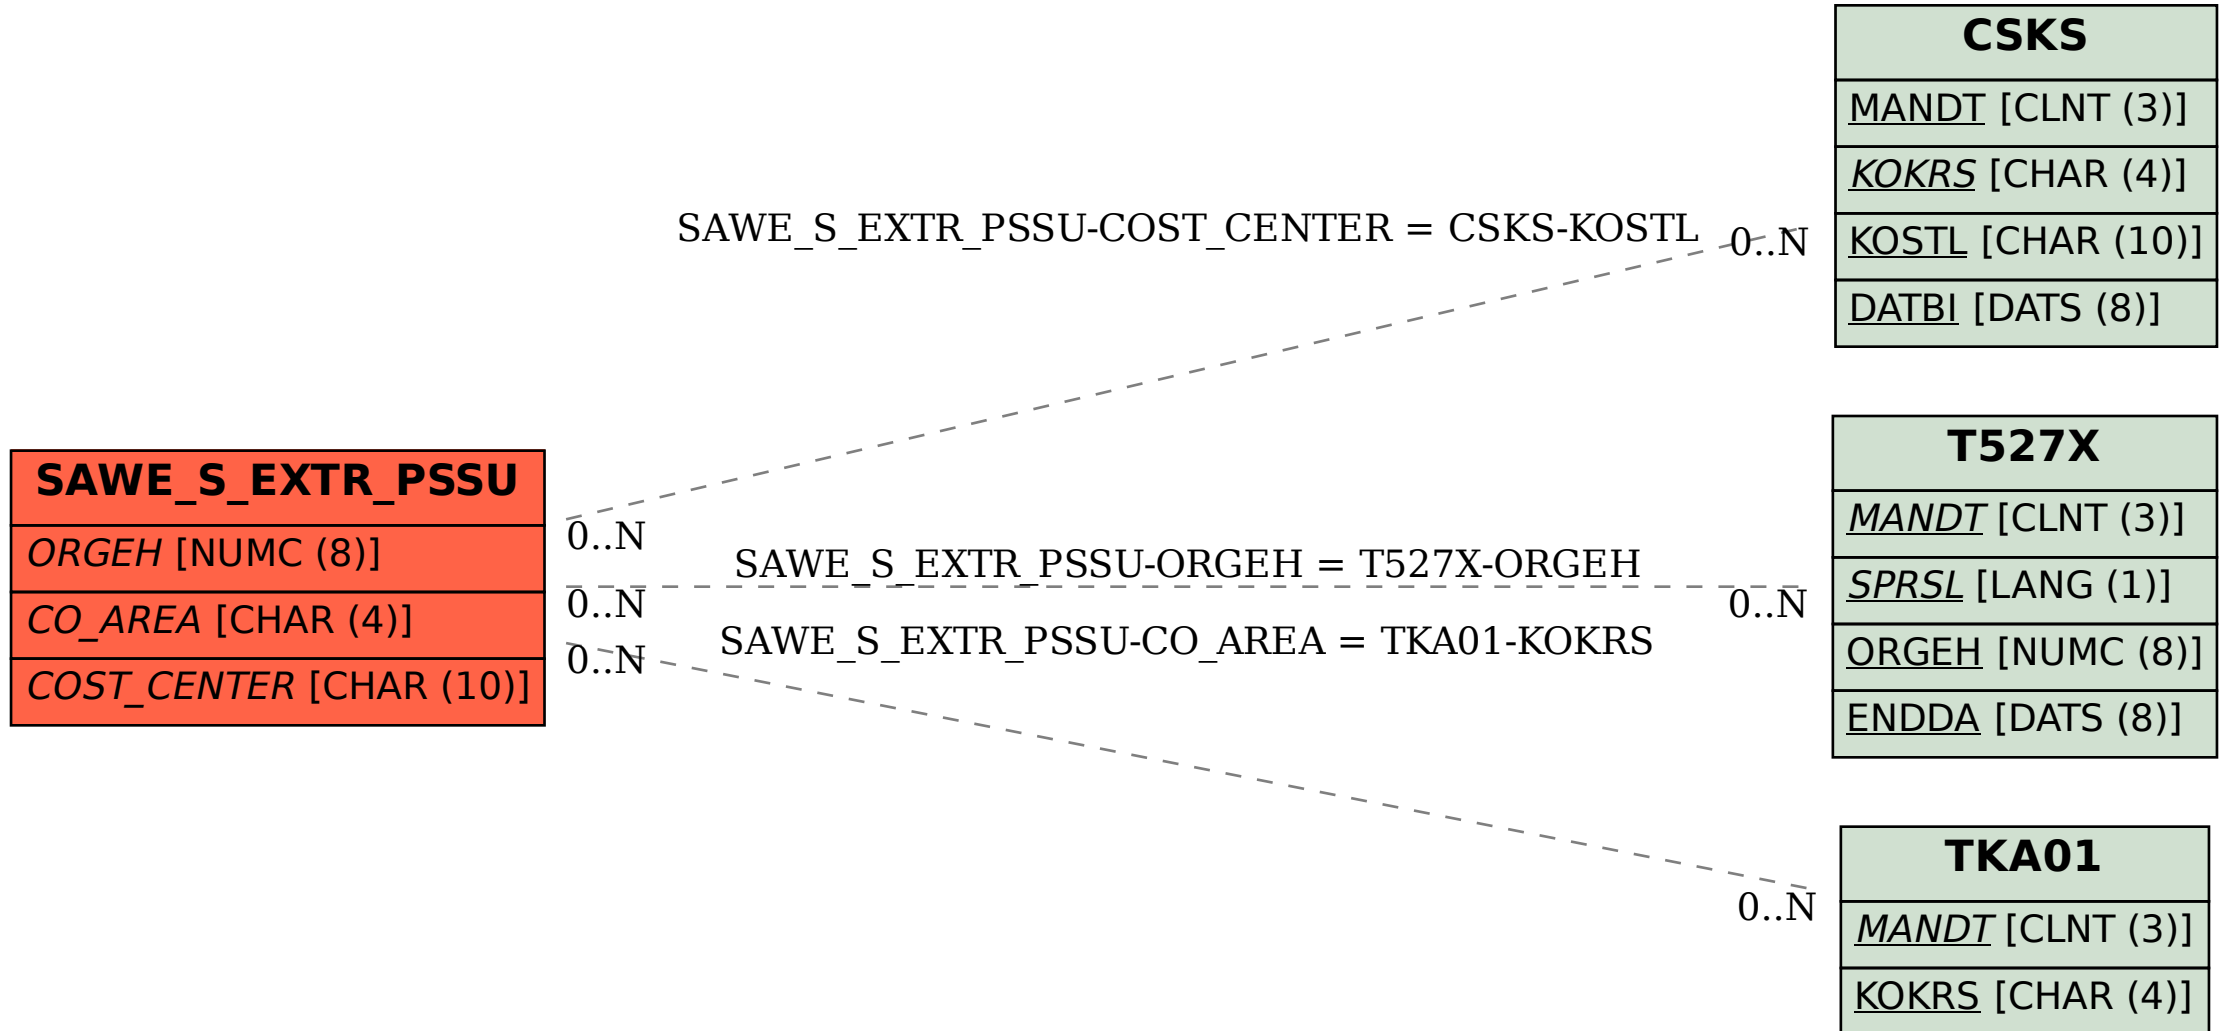 CSKS
MANDT [CLNT (3)]
KOKRS [CHAR (4)]
KOSTL [CHAR (10)]
DATBI [DATS (8)]
SAWE_S_EXTR_PSSU-COST_CENTER = CSKS-KOSTL
0..N
SAWE_S_EXTR_PSSU
ORGEH [NUMC (8)]
CO_AREA [CHAR (4)]
COST_CENTER [CHAR (10)]
0..N
SAWE_S_EXTR_PSSU-ORGEH = T527X-ORGEH
0..N
0..N
SAWE_S_EXTR_PSSU-CO_AREA = TKA01-KOKRS
0..N
T527X
MANDT [CLNT (3)]
SPRSL [LANG (1)]
ORGEH [NUMC (8)]
ENDDA [DATS (8)]
0..N
TKA01
MANDT [CLNT (3)]
KOKRS [CHAR (4)]